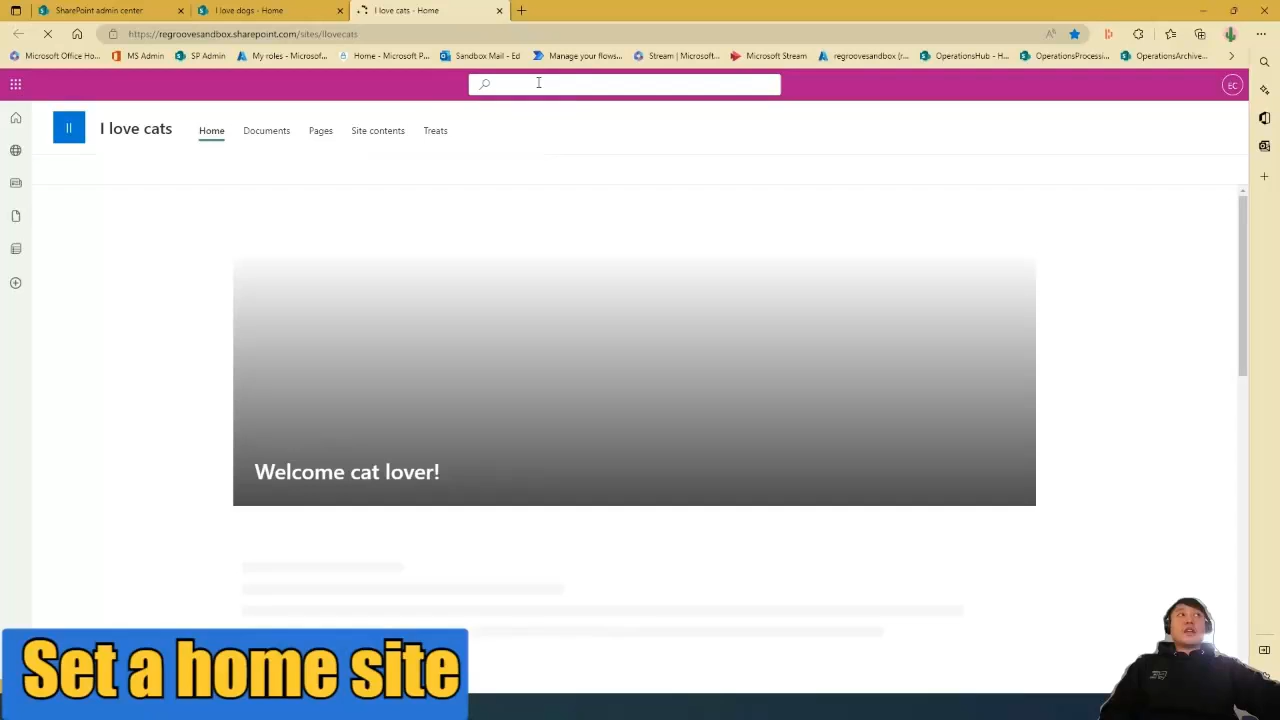 SharePoint admin center
I love dogs - Home
I love cats - Home
https://regroovesandbox.sharepoint.com/sites/Ilovecats
Microsoft Office Ho...
MS Admin
SP Admin
My roles - Microsof...
Home - Microsoft P...
Sandbox Mail - Ed
Manage your flows...
Stream | Microsoft...
Microsoft Stream
regroovesandbox (r...
OperationsHub - H...
OperationsProcessi...
OperationsArchive...
EC
II
I love cats
Home
Documents
Pages
Site contents
Treats
Welcome cat lover!
Set a home site